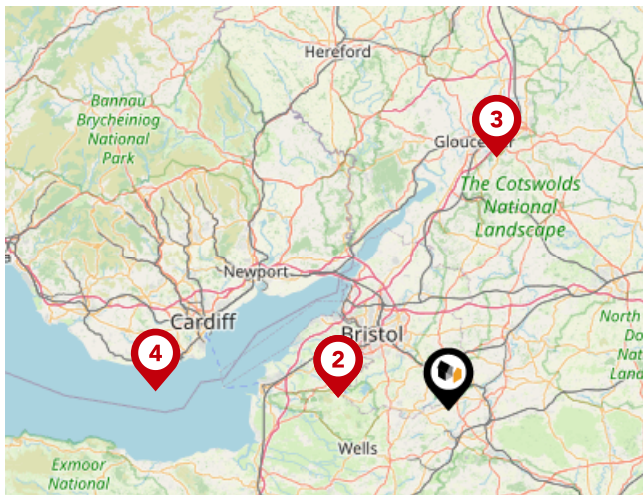 Hereford
Bannau
Brycheiniog
National
Park
3
The Cotswolds
National
Landscape
Newport
Cardiff
Bristol
North
4
2
Wells
Exmoor
National